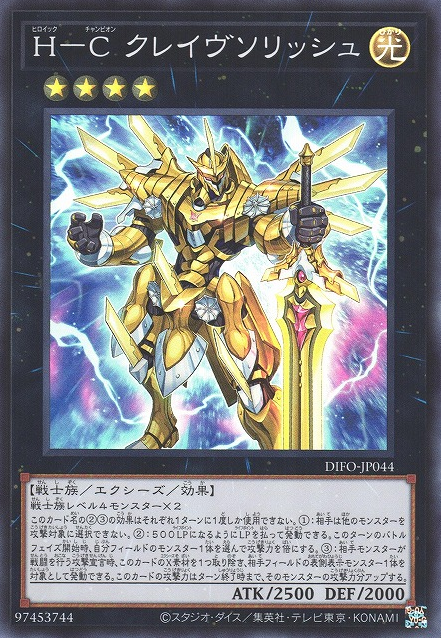 ヒロイック チャンピオン
H－C クレイヴソリッシュ
光
DIFO-JP044
【戦士族／エクシーズ／効果】
戦士族レベル4モンスター×2
このカード名の②③の効果はそれぞれ1ターンに1度しか使用できない。①：相手は他のモンスターを
攻撃対象に選択できない。②：500LPになるようにLPを払って発動できる。このターンのバトル
フェイズ開始時、自分フィールドのモンスター1体を選んで攻撃力を倍にする。③：モンスターが
戦闘を行う攻撃宣言時、このカードのX素材を1つ取り除き、相手フィールドの表側表示モンスター1体を
対象として発動できる。このカードの攻撃力はターン終了時まで、そのモンスターの攻撃力分アップする。
ATK/2500 DEF/2000
97453744 ©スタジオ・ダイス／集英社・テレビ東京・KONAMI